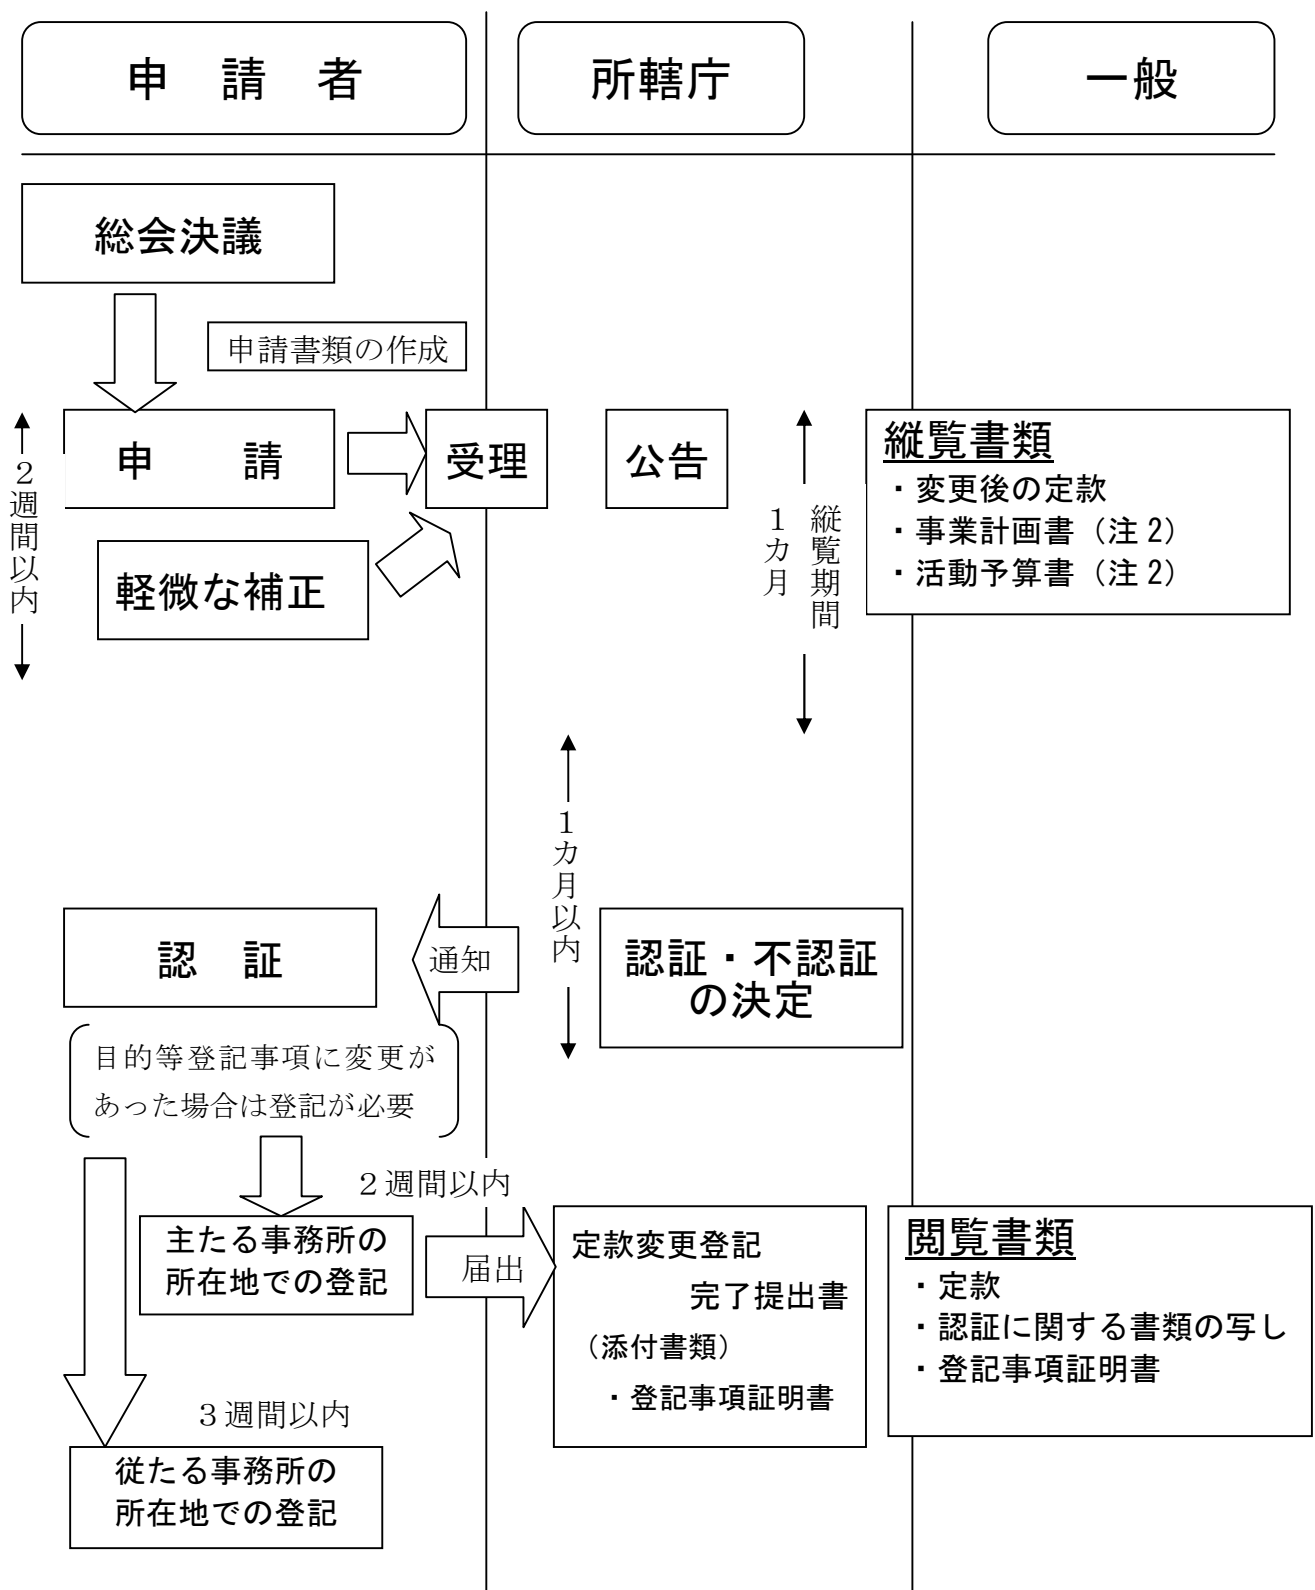 申　請　者
所轄庁
一般
総会決議
申請書類の作成
２週間以内
申　　請
受理
公告
縦覧期間
１カ月
縦覧書類
・変更後の定款
・事業計画書（注 2）
・活動予算書（注 2）
軽微な補正
１カ月以内
認　証
通知
認証・不認証
の決定
目的等登記事項に変更が
あった場合は登記が必要
２週間以内
主たる事務所の
所在地での登記
届出
定款変更登記
完了提出書
（添付書類）
・登記事項証明書
閲覧書類
・定款
・認証に関する書類の写し
・登記事項証明書
３週間以内
従たる事務所の
所在地での登記